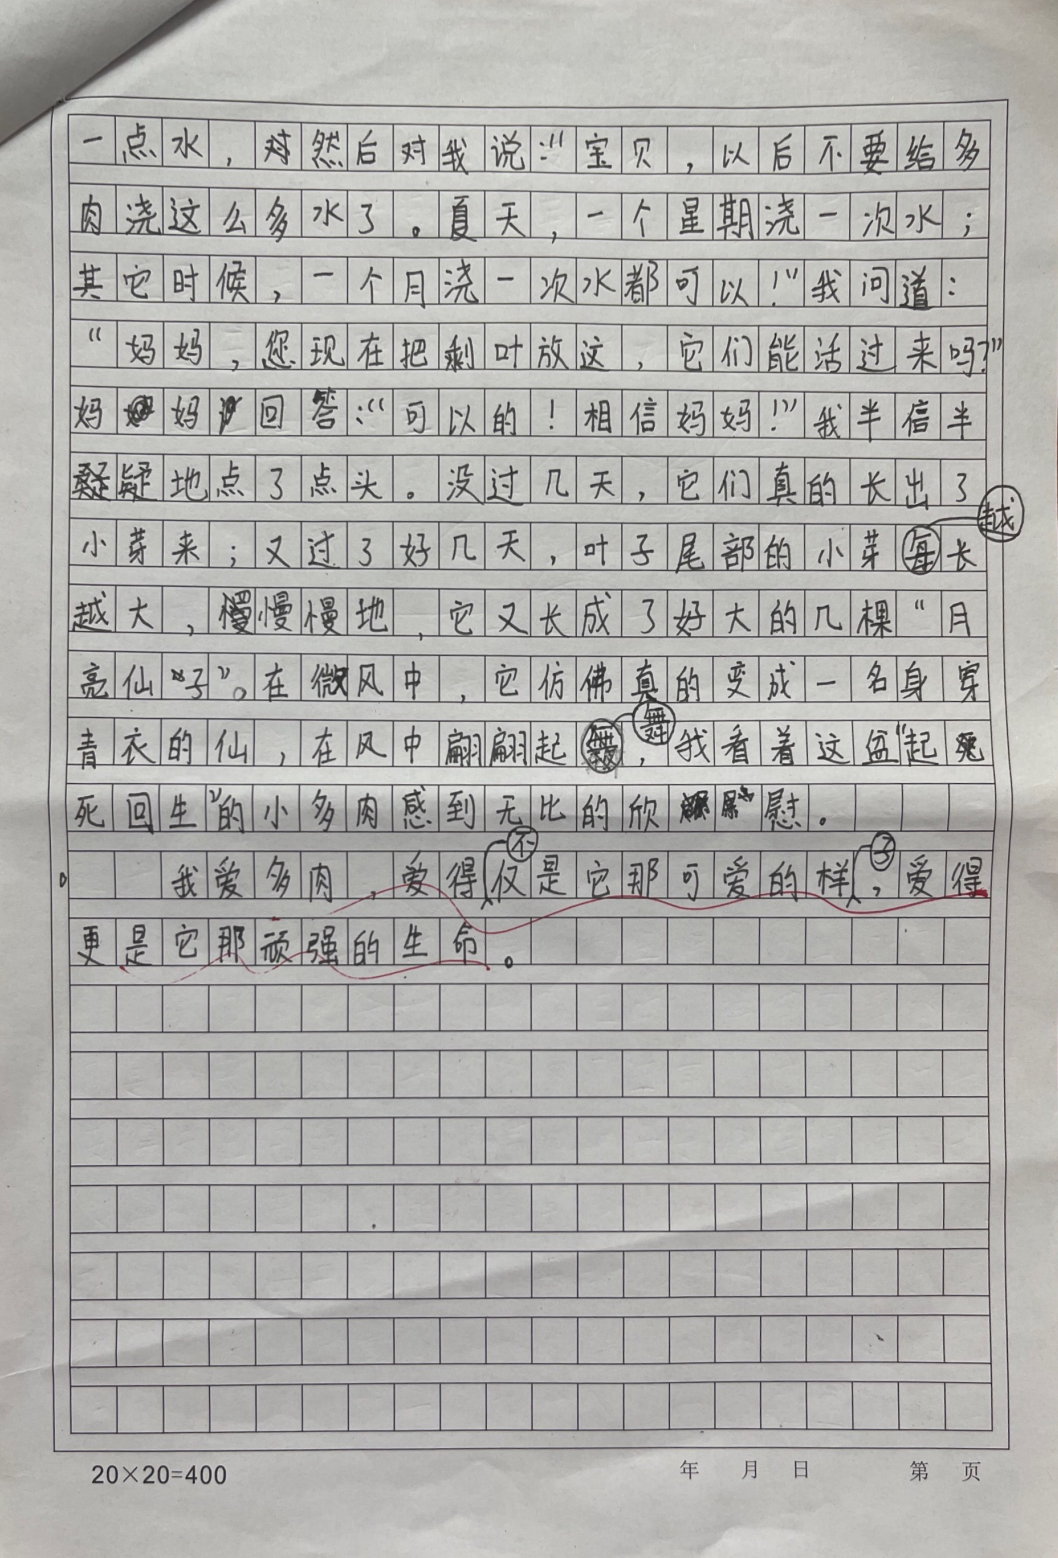 一点水，对然后对我说：“宝贝，以后不要给多
肉浇这么多水了。夏天，一个星期浇一次水；
其它时候，一个月浇一次水都可以！”我问道：
“妈妈，您现在把剩叶放这，它们能活过来吗？”
妈妈回答：“可以的！相信妈妈！”我半信半
疑疑地点了点头。没过几天，它们真的长出了
小芽来；又过了好几天，叶子尾部的小芽越长
越大，慢慢慢地，它又长成了好大的几棵“月
亮仙子”。在微风中，它仿佛真的变成一名身穿
青衣的仙，在风中翩翩起舞，我看着这盆“起死
死回生”的小多肉感到无比的欣慰。
我爱多肉，爱得不仅是它那可爱的样子，爱得
更是它那顽强的生命。
20×20=400
年 月 日 第 页